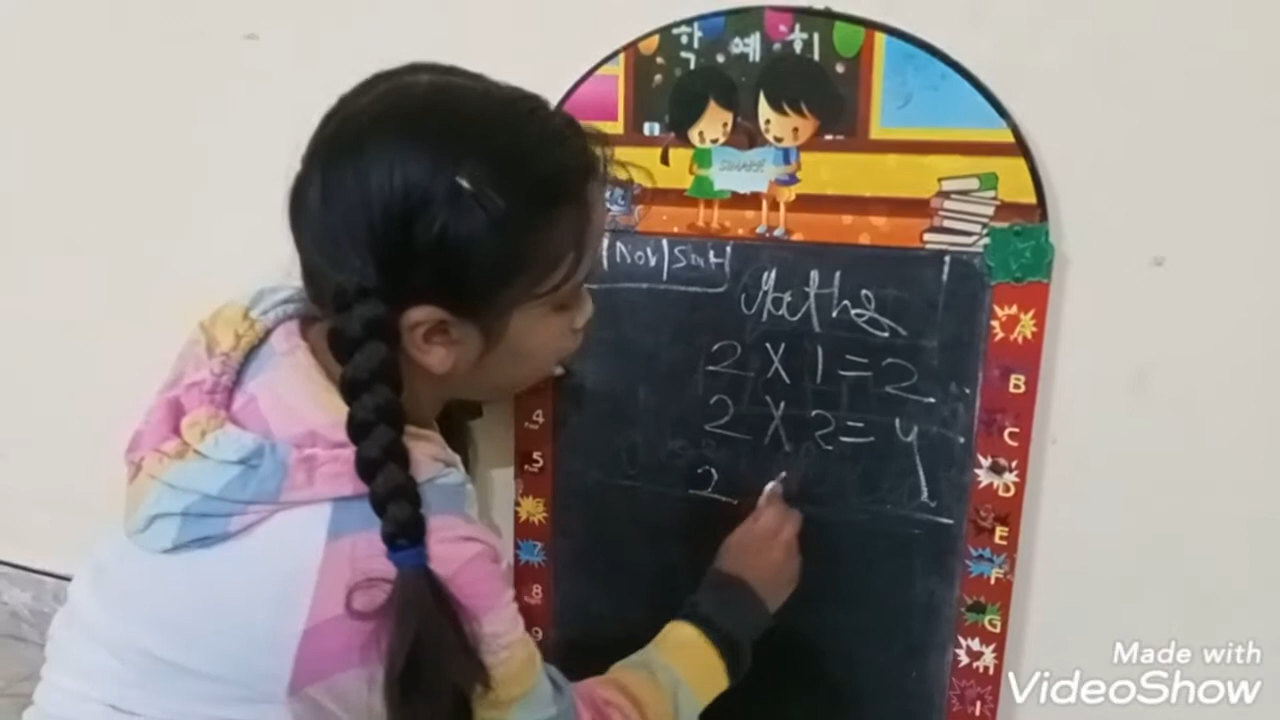 학예회
SMART
Nov
Maths
2 X 1 = 2
2 X 2 = 4
2
4
5
7
8
9
A
B
C
D
E
F
G
H
I
Made with
VideoShow